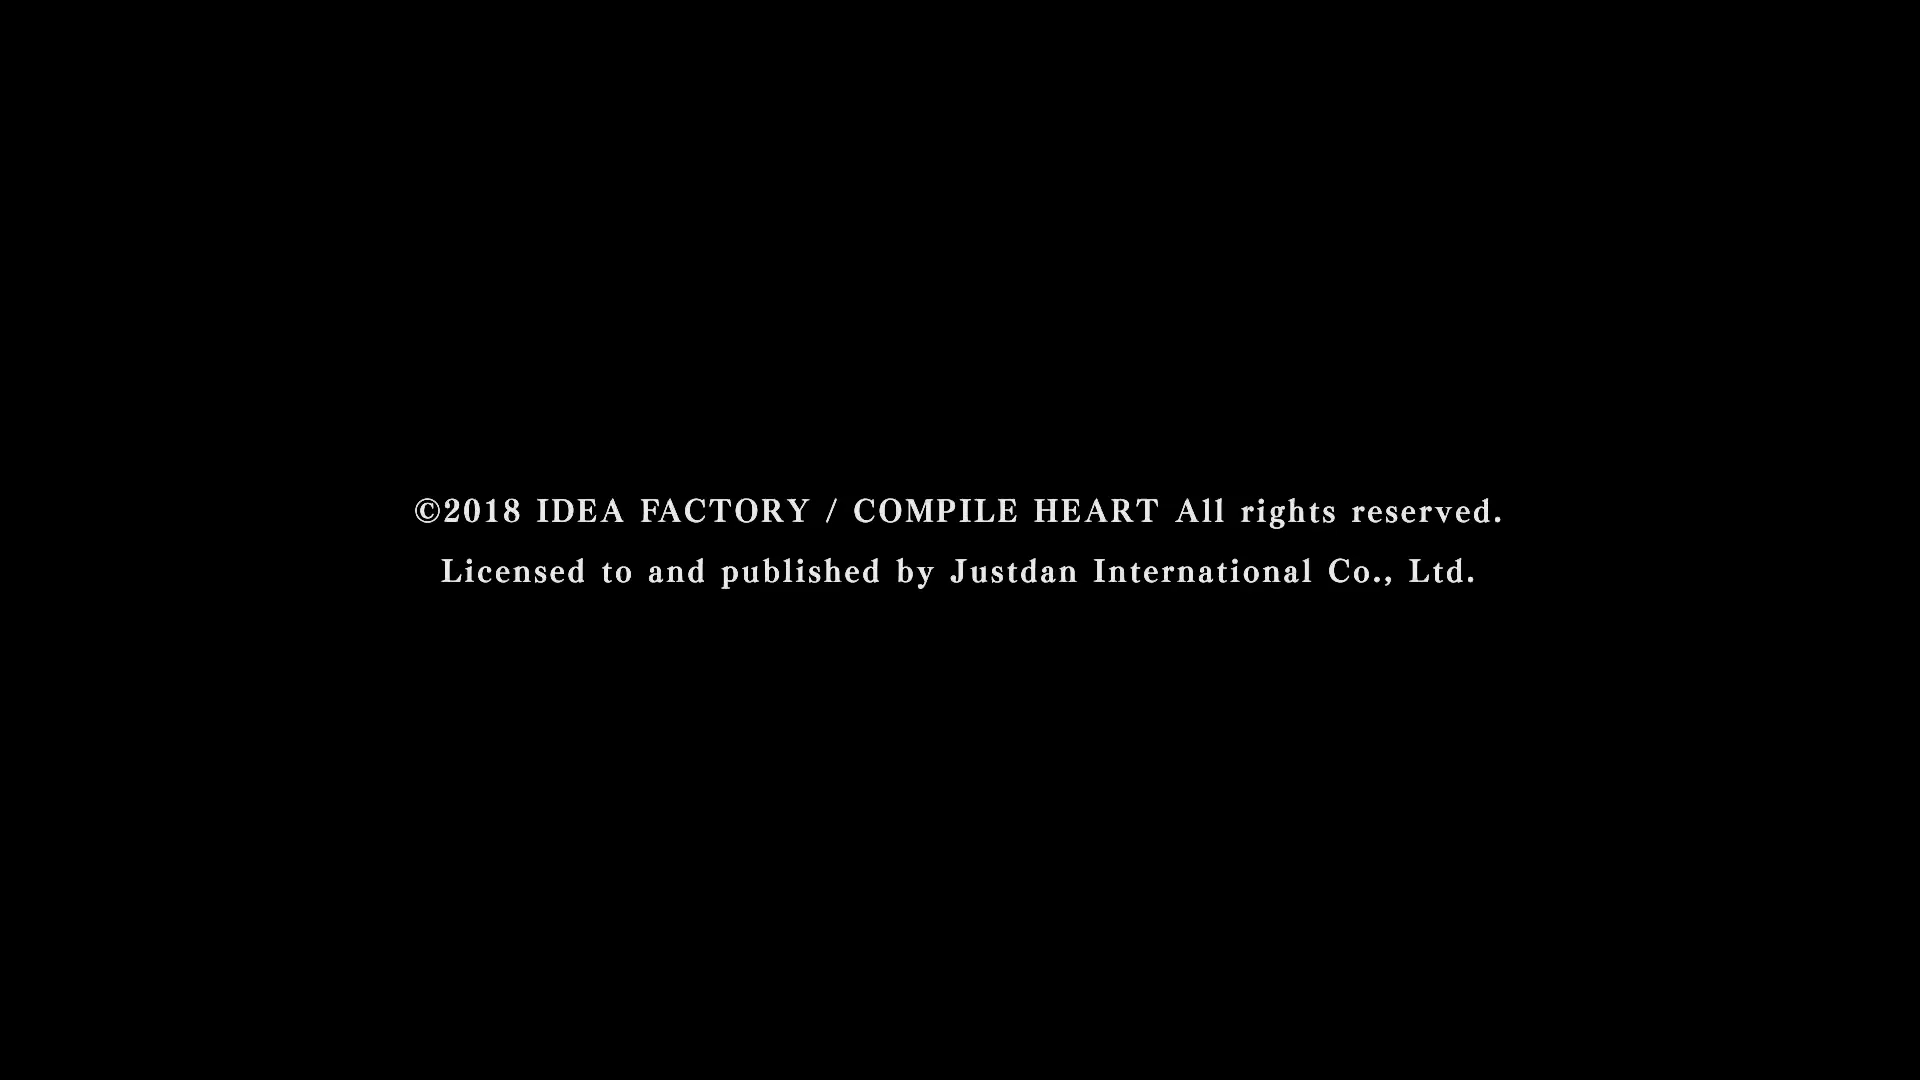 ©2018 IDEA FACTORY / COMPILE HEART All rights reserved.
Licensed to and published by Justdan International Co., Ltd.